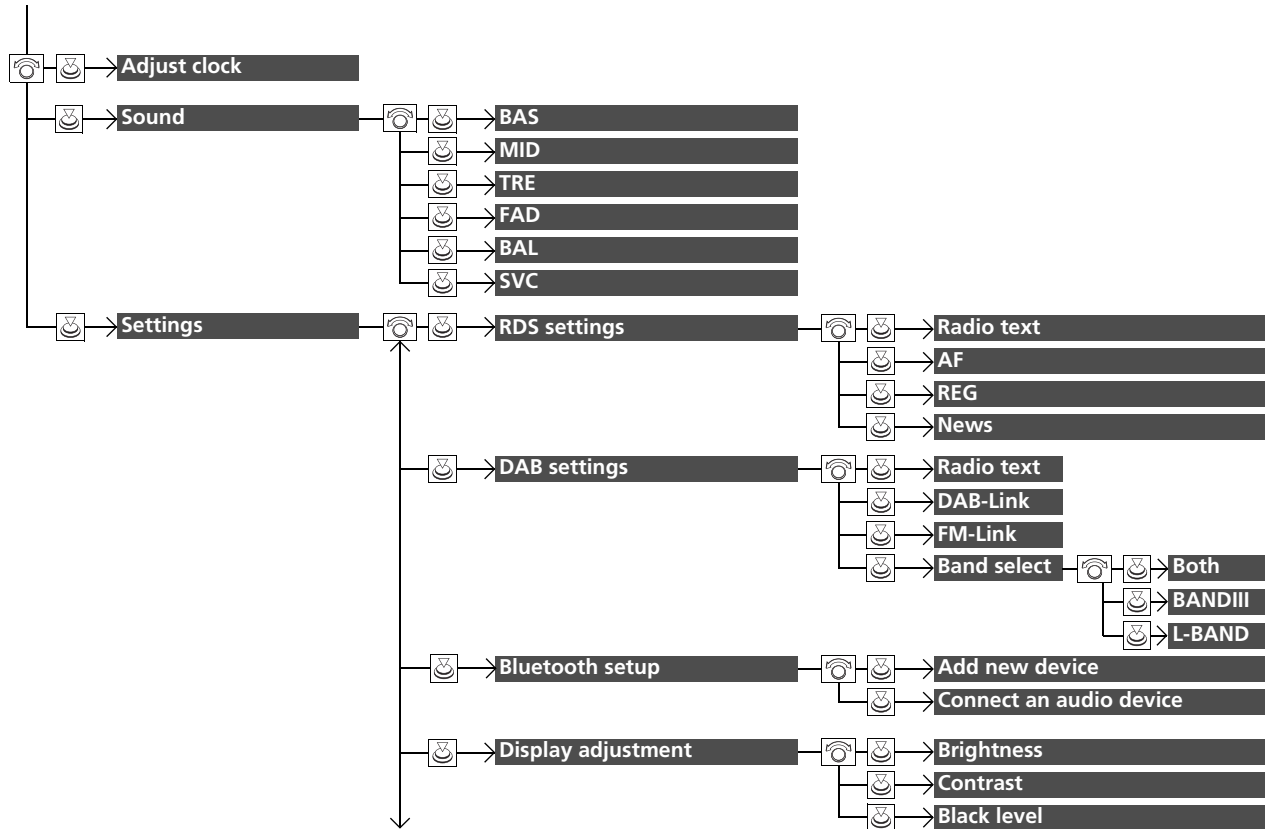 Adjust clock
Sound
BAS
MID
TRE
FAD
BAL
SVC
Settings
RDS settings
Radio text
AF
REG
News
DAB settings
Radio text
DAB-Link
FM-Link
Band select
Both
BANDIII
L-BAND
Bluetooth setup
Add new device
Connect an audio device
Display adjustment
Brightness
Contrast
Black level